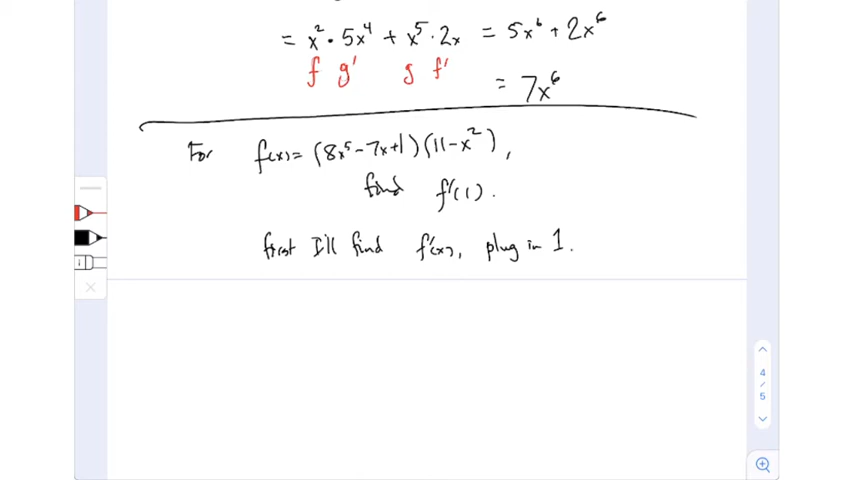 = x² · 5x⁴ + x⁵ · 2x = 5x⁶ + 2x⁶
f g' g f'
= 7x⁶
For f(x) = (8x⁵ - 7x + 1)(11 - x²),
find f'(1).
first I'll find f'(x), plug in 1.
4
/
5